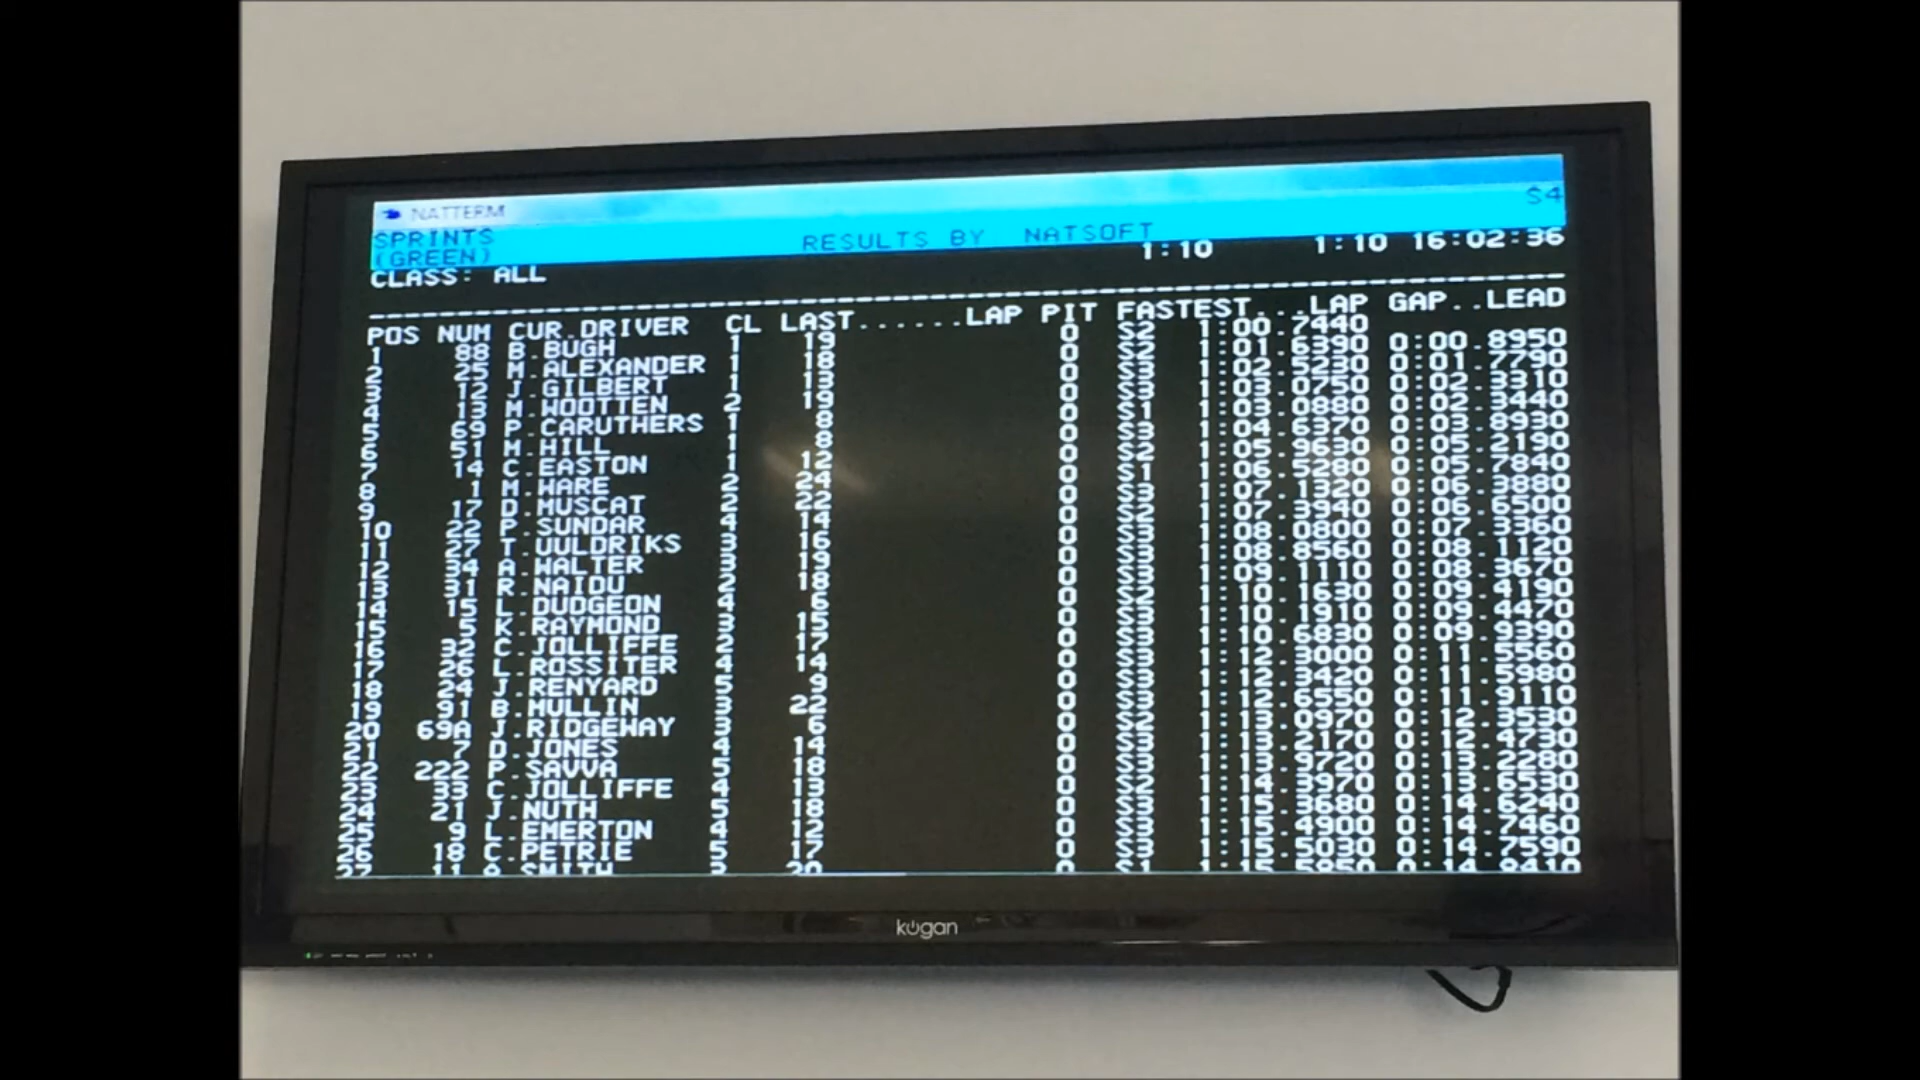 NATTERM
S4
SPRINTS RESULTS BY NATSOFT
(GREEN) 1:10 1:10 16:02:36
CLASS: ALL
POS NUM CUR.DRIVER CL LAST......LAP PIT FASTEST...LAP GAP..LEAD
1 88 B.BUGH 1 19 0 S2 1:00.7440
2 25 M.ALEXANDER 1 18 0 S2 1:01.6390 0:00.8950
3 12 J.GILBERT 1 13 0 S3 1:02.5230 0:01.7790
4 13 M.WOOTTEN 2 19 0 S3 1:03.0750 0:02.3310
5 69 P.CARUTHERS 1 8 0 S1 1:03.0880 0:02.3440
6 51 M.HILL 1 8 0 S3 1:04.6370 0:03.8930
7 14 C.EASTON 1 12 0 S2 1:05.9630 0:05.2190
8 1 M.WARE 2 24 0 S1 1:06.5280 0:05.7840
9 17 D.MUSCAT 2 22 0 S3 1:07.1320 0:06.3880
10 22 P.SUNDAR 4 14 0 S2 1:07.3940 0:06.6500
11 27 T.UULDRIKS 3 16 0 S3 1:08.0800 0:07.3360
12 34 A.WALTER 3 19 0 S3 1:08.8560 0:08.1120
13 31 R.NAIDU 2 18 0 S3 1:09.1110 0:08.3670
14 15 L.DUDGEON 4 6 0 S2 1:10.1630 0:09.4190
15 5 K.RAYMOND 3 15 0 S3 1:10.1910 0:09.4470
16 32 C.JOLLIFFE 2 17 0 S3 1:10.6830 0:09.9390
17 26 L.ROSSITER 4 14 0 S3 1:12.3000 0:11.5560
18 24 J.RENYARD 5 9 0 S3 1:12.3420 0:11.5980
19 91 B.MULLIN 3 22 0 S3 1:12.6550 0:11.9110
20 69A J.RIDGEWAY 3 6 0 S2 1:13.0970 0:12.3530
21 7 D.JONES 4 14 0 S3 1:13.2170 0:12.4730
22 222 P.SAVVA 5 18 0 S3 1:13.9720 0:13.2280
23 33 C.JOLLIFFE 4 13 0 S2 1:14.3970 0:13.6530
24 21 J.NUTH 5 18 0 S3 1:15.3680 0:14.6240
25 9 L.EMERTON 4 12 0 S3 1:15.4900 0:14.7460
26 18 C.PETRIE 5 17 0 S3 1:15.5030 0:14.7590
27 11 A.SMITH 3 20 0 S1 1:15.5850 0:14.8410
kogan